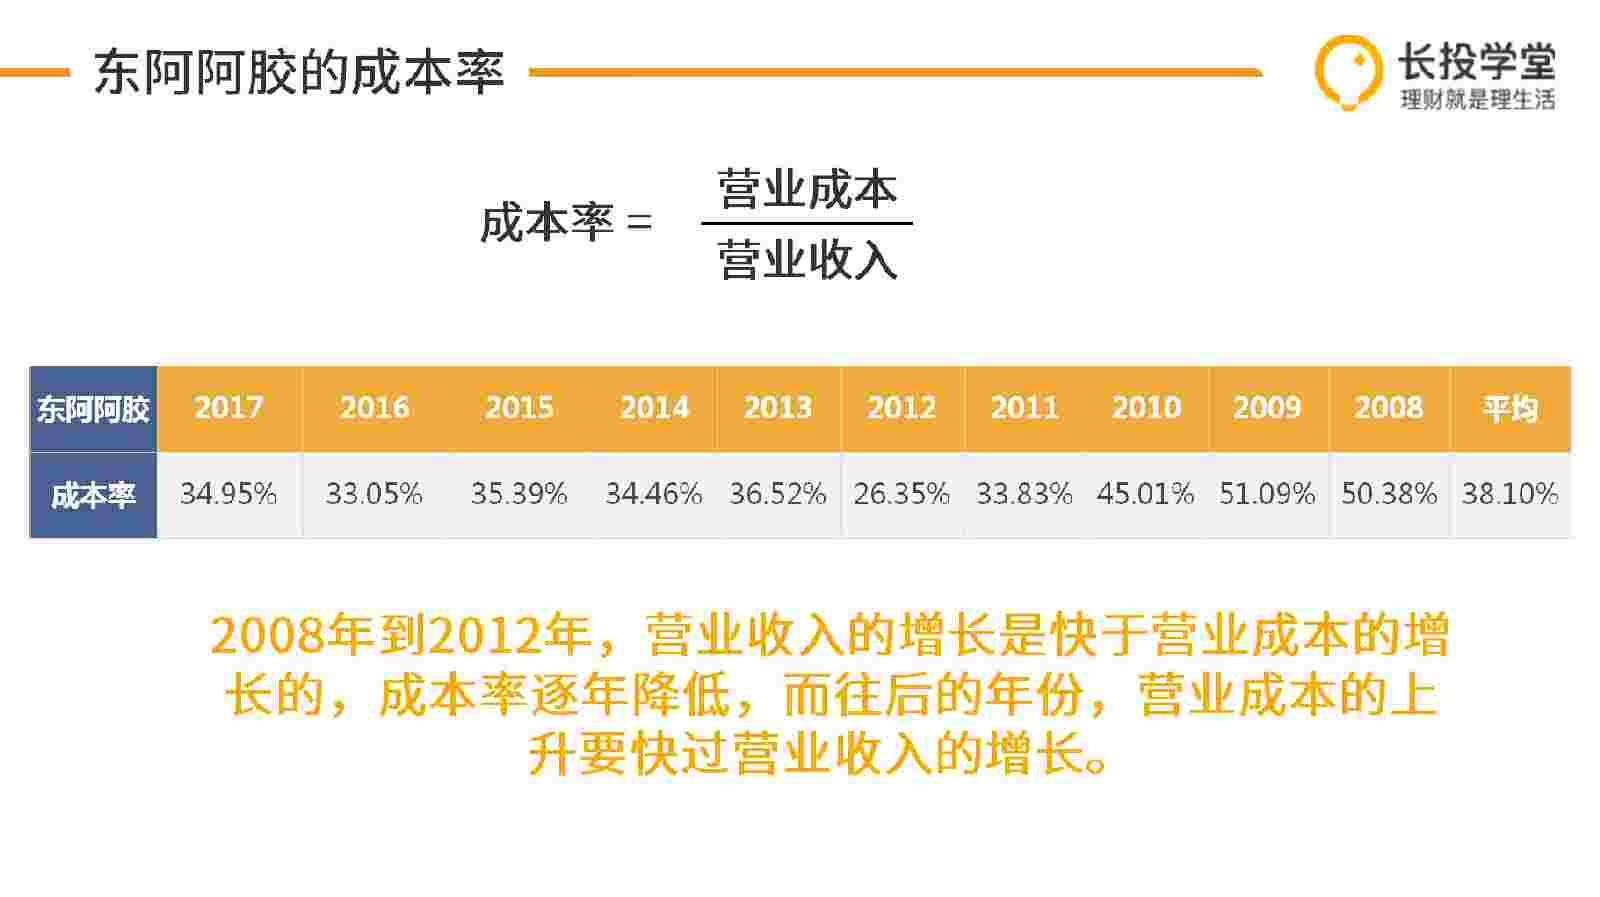 东阿阿胶的成本率
长投学堂
理财就是理生活
成本率 =
营业成本
营业收入
东阿阿胶 2017 2016 2015 2014 2013 2012 2011 2010 2009 2008 平均
成本率 34.95% 33.05% 35.39% 34.46% 36.52% 26.35% 33.83% 45.01% 51.09% 50.38% 38.10%
2008年到2012年，营业收入的增长是快于营业成本的增
长的，成本率逐年降低，而往后的年份，营业成本的上
升要快过营业收入的增长。